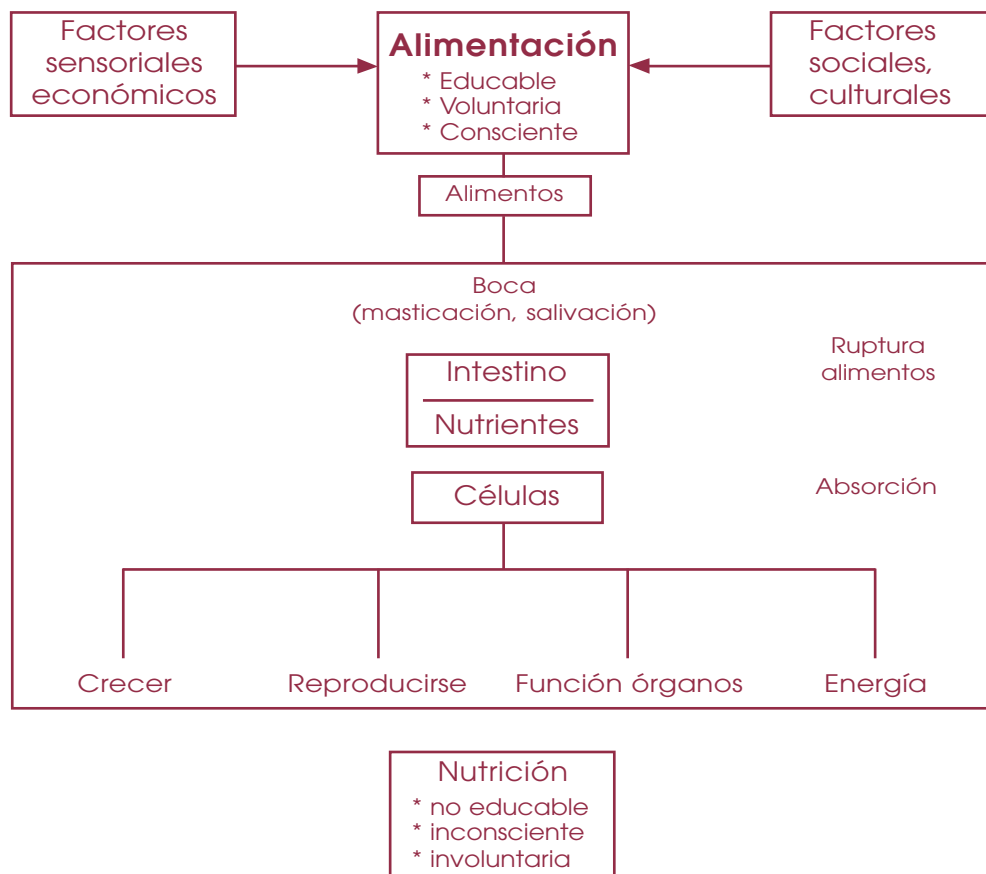 Factores
sensoriales
económicos
Alimentación
* Educable
* Voluntaria
* Consciente
Factores
sociales,
culturales
Alimentos
Boca
(masticación, salivación)
Ruptura
alimentos
Intestino
Nutrientes
Células
Absorción
Crecer
Reproducirse
Función órganos
Energía
Nutrición
* no educable
* inconsciente
* involuntaria